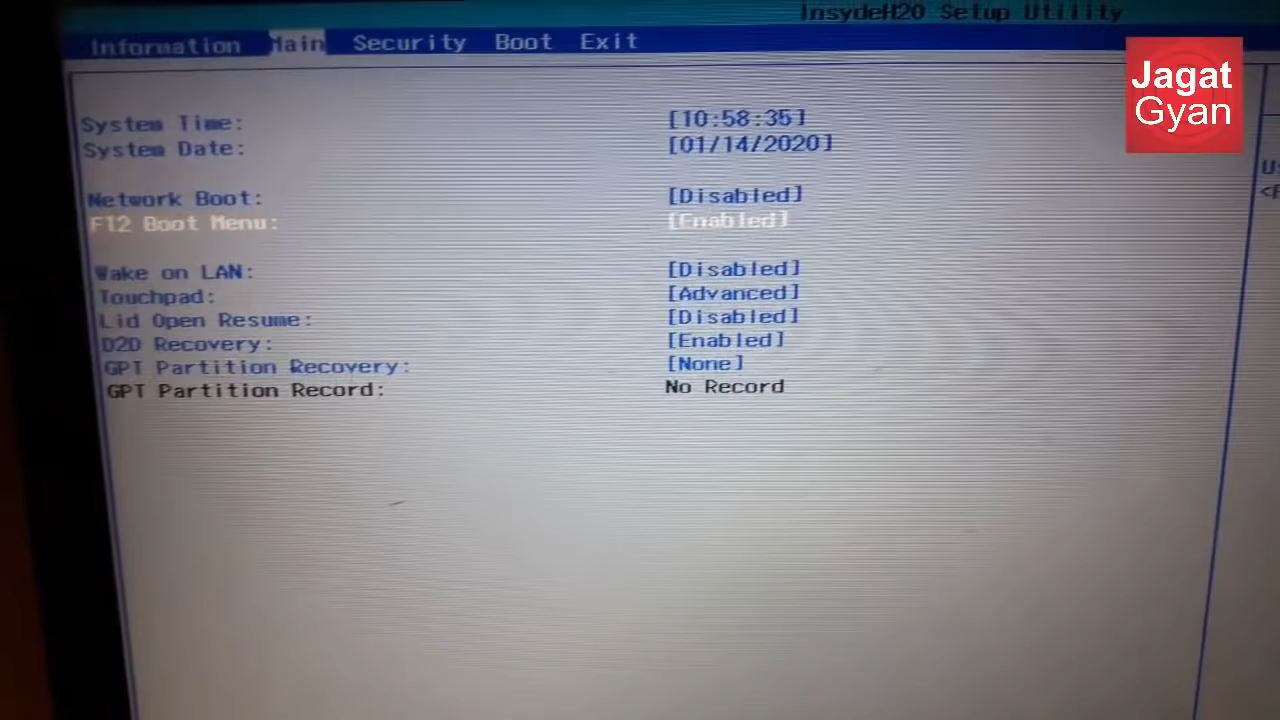 InsydeH20 Setup Utility
Information Main Security Boot Exit
Jagat
Gyan
System Time: [10:58:35]
System Date: [01/14/2020]
Network Boot: [Disabled]
F12 Boot Menu: [Enabled]
Wake on LAN: [Disabled]
Touchpad: [Advanced]
Lid Open Resume: [Disabled]
D2D Recovery: [Enabled]
GPT Partition Recovery: [None]
GPT Partition Record: No Record